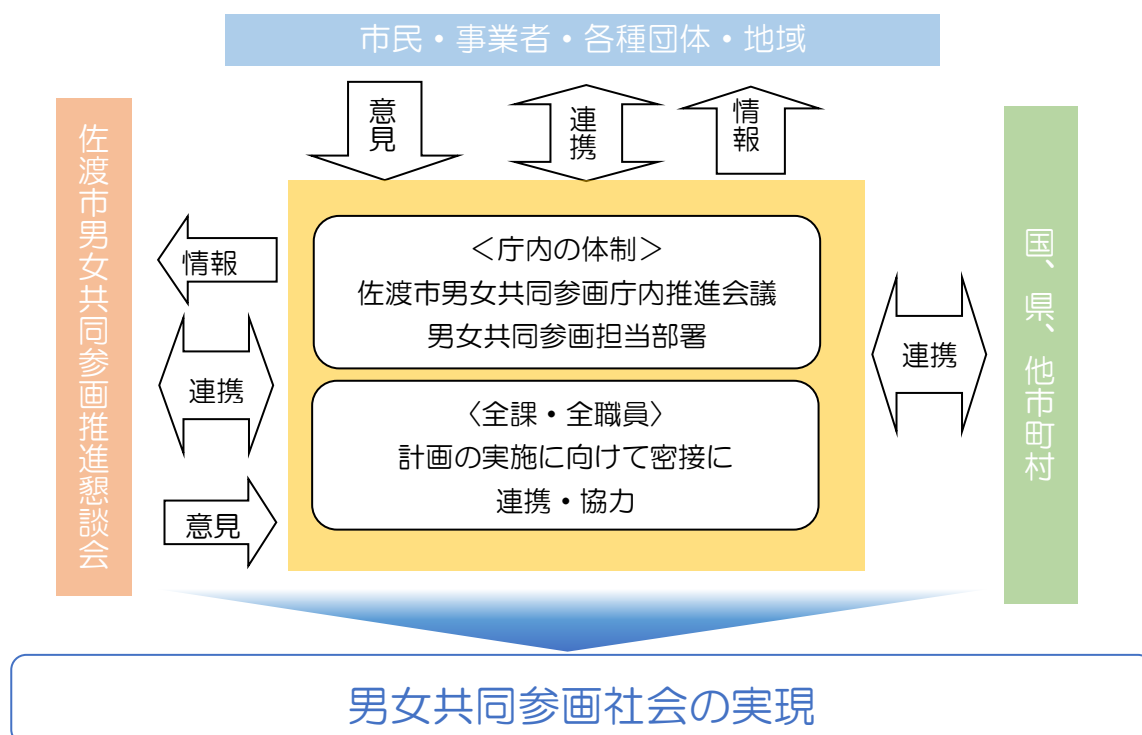 市民・事業者・各種団体・地域
意見
連携
情報
佐渡市男女共同参画推進懇談会
情報
連携
意見
＜庁内の体制＞
佐渡市男女共同参画庁内推進会議
男女共同参画担当部署
〈全課・全職員〉
計画の実施に向けて密接に
連携・協力
連携
国、県、他市町村
男女共同参画社会の実現